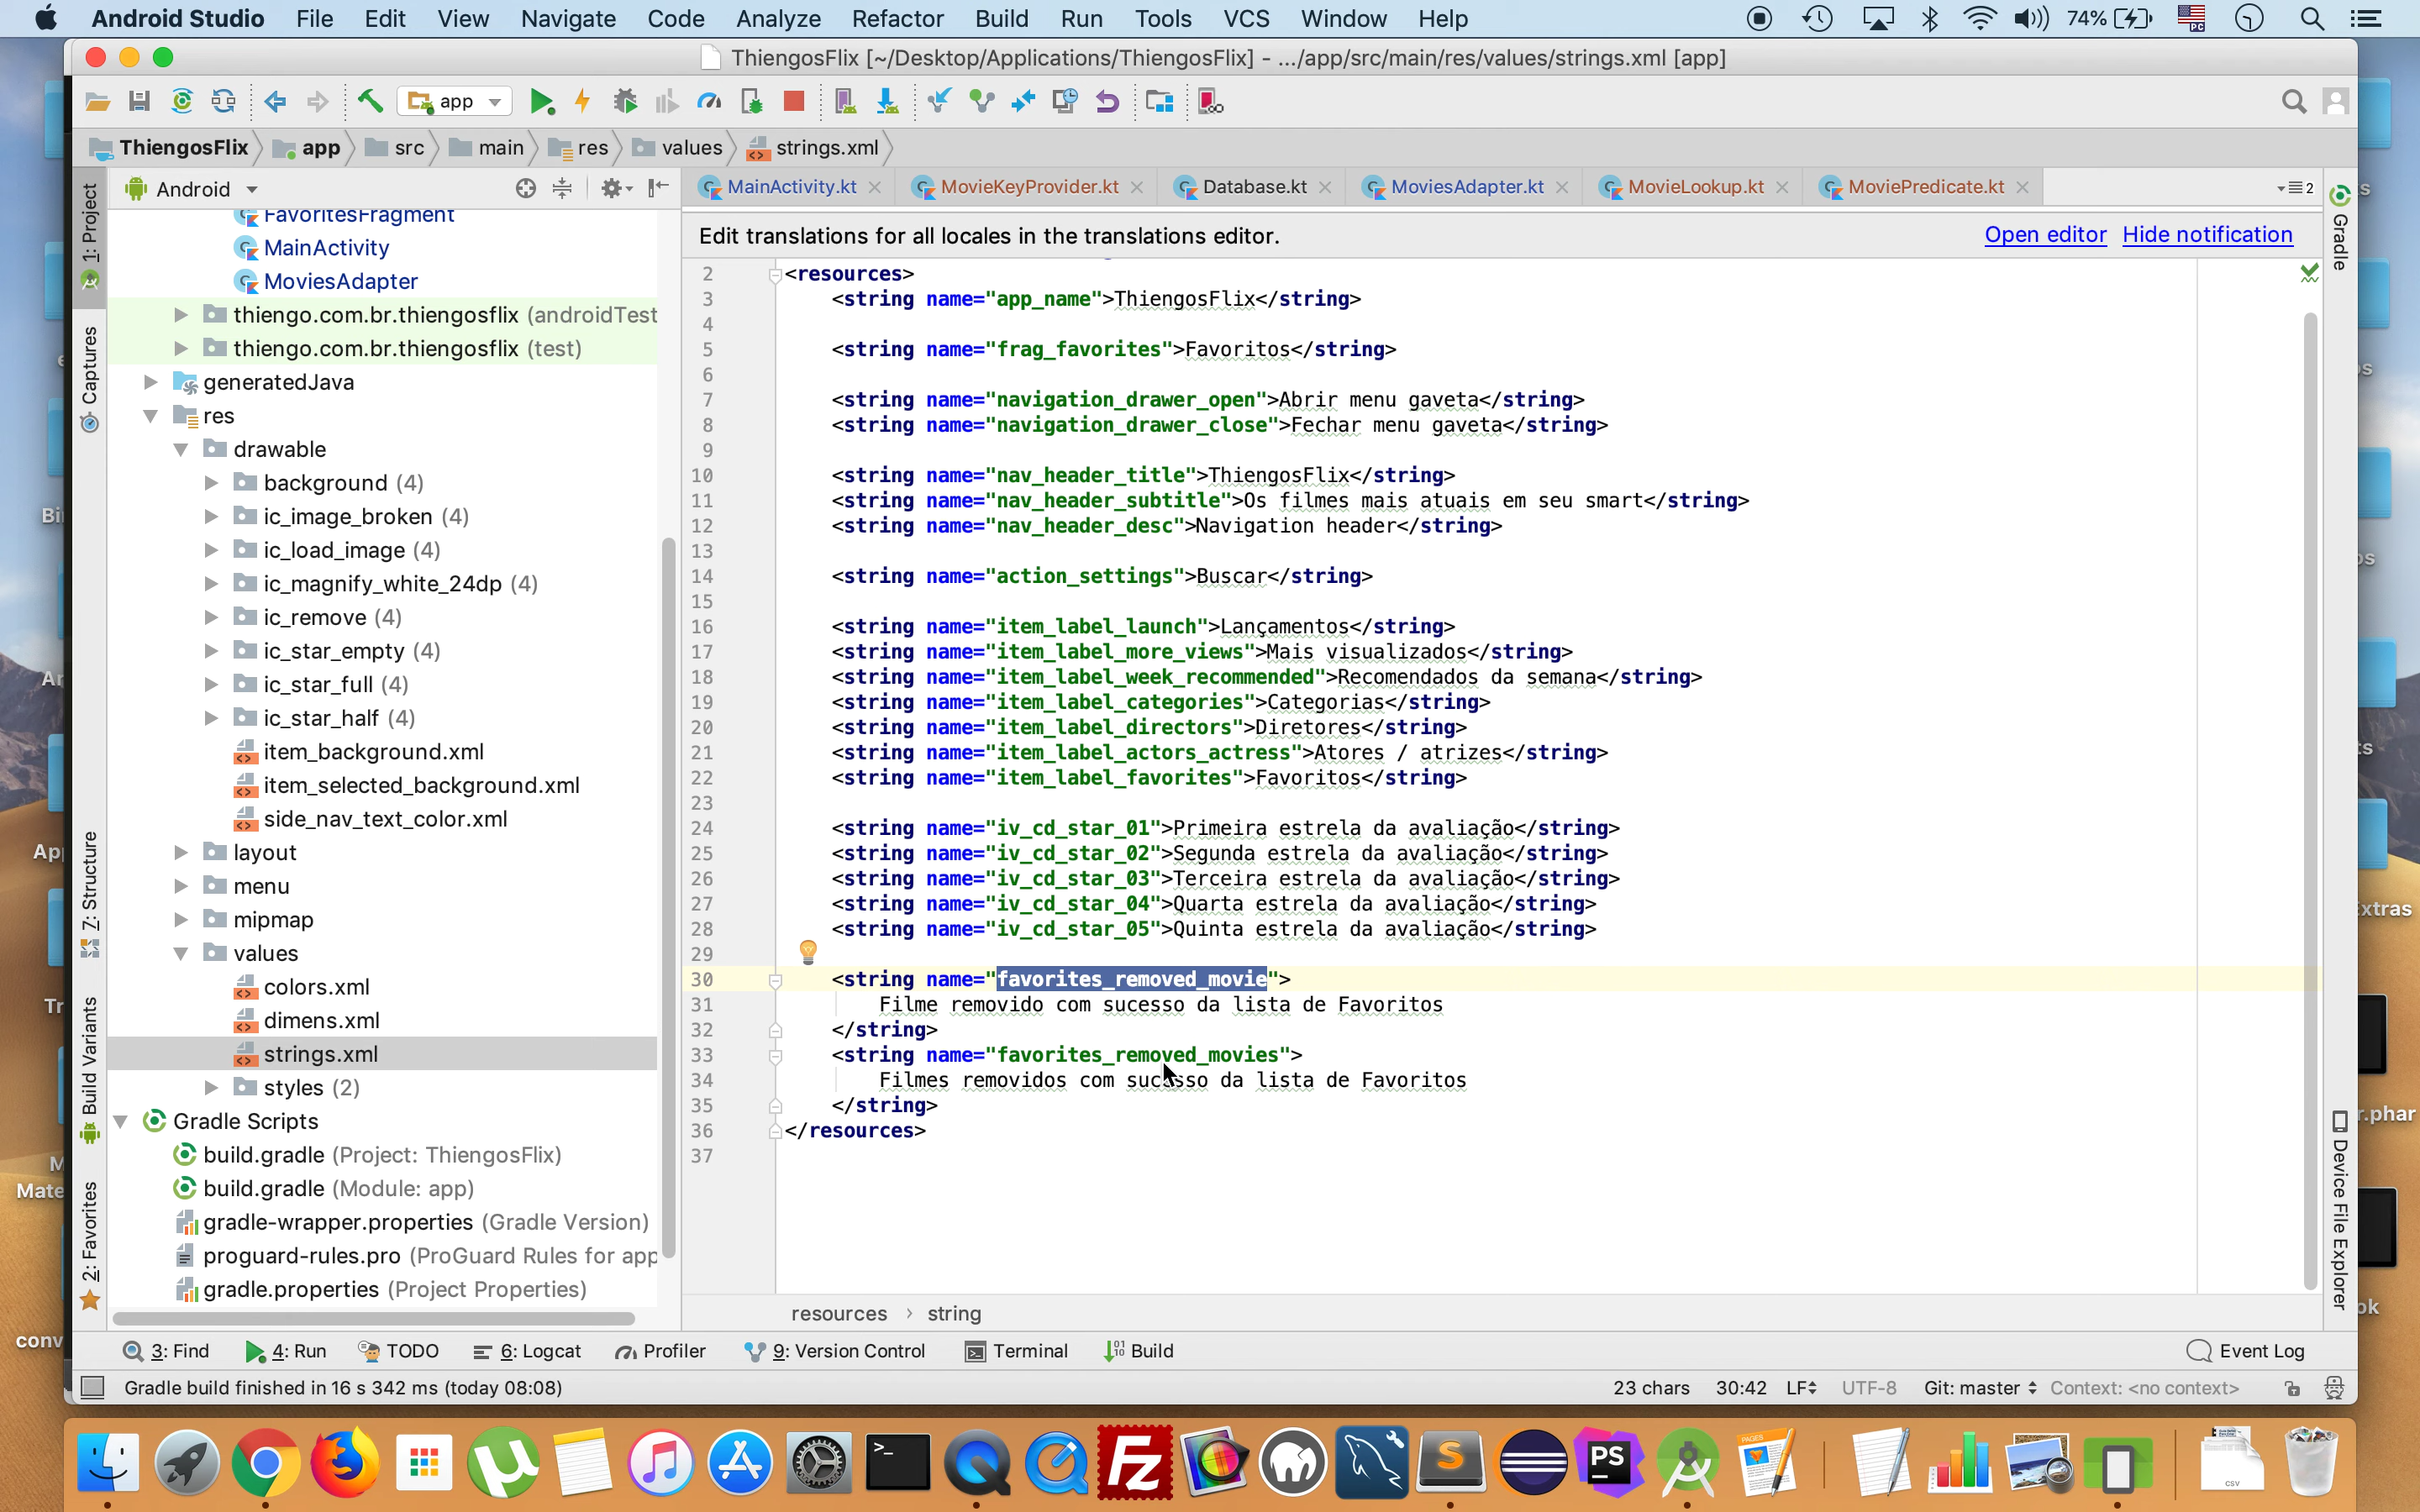 Android Studio File Edit View Navigate Code Analyze Refactor Build Run Tools VCS Window Help 74%
ThiengosFlix [~/Desktop/Applications/ThiengosFlix] - .../app/src/main/res/values/strings.xml [app]
app
ThiengosFlix app src main res values strings.xml
Android
MainActivity.kt MovieKeyProvider.kt Database.kt MoviesAdapter.kt MovieLookup.kt MoviePredicate.kt 2
Edit translations for all locales in the translations editor. Open editor Hide notification
1: Project
Captures
7: Structure
Build Variants
2: Favorites
FavoritesFragment
MainActivity
MoviesAdapter
thiengo.com.br.thiengosflix (androidTest
thiengo.com.br.thiengosflix (test)
generatedJava
res
drawable
background (4)
ic_image_broken (4)
ic_load_image (4)
ic_magnify_white_24dp (4)
ic_remove (4)
ic_star_empty (4)
ic_star_full (4)
ic_star_half (4)
item_background.xml
item_selected_background.xml
side_nav_text_color.xml
layout
menu
mipmap
values
colors.xml
dimens.xml
strings.xml
styles (2)
Gradle Scripts
build.gradle (Project: ThiengosFlix)
build.gradle (Module: app)
gradle-wrapper.properties (Gradle Version)
proguard-rules.pro (ProGuard Rules for app
gradle.properties (Project Properties)
2 <resources>
3 <string name="app_name">ThiengosFlix</string>
4
5 <string name="frag_favorites">Favoritos</string>
6
7 <string name="navigation_drawer_open">Abrir menu gaveta</string>
8 <string name="navigation_drawer_close">Fechar menu gaveta</string>
9
10 <string name="nav_header_title">ThiengosFlix</string>
11 <string name="nav_header_subtitle">Os filmes mais atuais em seu smart</string>
12 <string name="nav_header_desc">Navigation header</string>
13
14 <string name="action_settings">Buscar</string>
15
16 <string name="item_label_launch">Lançamentos</string>
17 <string name="item_label_more_views">Mais visualizados</string>
18 <string name="item_label_week_recommended">Recomendados da semana</string>
19 <string name="item_label_categories">Categorias</string>
20 <string name="item_label_directors">Diretores</string>
21 <string name="item_label_actors_actress">Atores / atrizes</string>
22 <string name="item_label_favorites">Favoritos</string>
23
24 <string name="iv_cd_star_01">Primeira estrela da avaliação</string>
25 <string name="iv_cd_star_02">Segunda estrela da avaliação</string>
26 <string name="iv_cd_star_03">Terceira estrela da avaliação</string>
27 <string name="iv_cd_star_04">Quarta estrela da avaliação</string>
28 <string name="iv_cd_star_05">Quinta estrela da avaliação</string>
29
30 <string name="favorites_removed_movie">
31 Filme removido com sucesso da lista de Favoritos
32 </string>
33 <string name="favorites_removed_movies">
34 Filmes removidos com sucesso da lista de Favoritos
35 </string>
36 </resources>
37
resources › string
Gradle
Device File Explorer
3: Find 4: Run TODO 6: Logcat Profiler 9: Version Control Terminal Build Event Log
Gradle build finished in 16 s 342 ms (today 08:08) 23 chars 30:42 LF UTF-8 Git: master Context: <no context>
xtras
r.phar
Mate
conv
PS
CSV